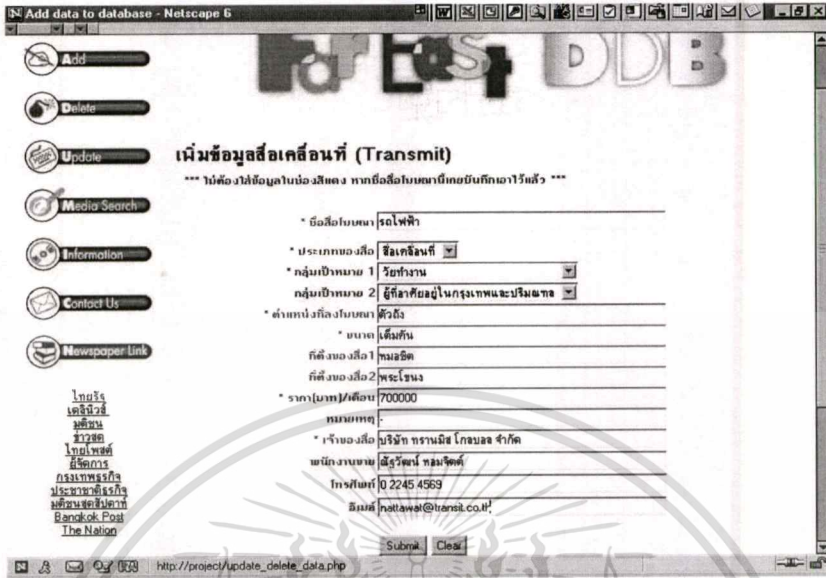 Add data to database - Netscape 6
Far East DDB
Add
Delete
Update
Media Search
Information
Contact Us
Newspaper Link
ไทยรัฐ
เดลินิวส์
มติชน
ข่าวสด
ไทยโพสต์
ผู้จัดการ
กรุงเทพธุรกิจ
ประชาชาติธุรกิจ
มติชนสุดสัปดาห์
Bangkok Post
The Nation
เพิ่มข้อมูลสื่อเคลื่อนที่ (Transmit)
*** ไม่ต้องใส่ข้อมูลในช่องสีแดง หากชื่อสื่อโฆษณานี้เคยบันทึกเอาไว้แล้ว ***
* ชื่อสื่อโฆษณา รถไฟฟ้า
* ประเภทของสื่อ สื่อเคลื่อนที่
* กลุ่มเป้าหมาย 1 วัยทำงาน
กลุ่มเป้าหมาย 2 ผู้ที่อาศัยอยู่ในกรุงเทพและปริมณฑล
* ตำแหน่งที่ลงโฆษณา ตัวถัง
* ขนาด เต็มคัน
ที่ตั้งของสื่อ1 หมอชิต
ที่ตั้งของสื่อ2 พระโขนง
* ราคา(บาท)/เดือน 700000
หมายเหตุ -
* เจ้าของสื่อ บริษัท ทรานมิส โกลบอล จำกัด
พนักงานขาย ณัฐวัฒน์ หอมจิตต์
โทรศัพท์ 0 2245 4569
อีเมล์ nattawat@transit.co.th
Submit Clear
http://project/update_delete_data.php